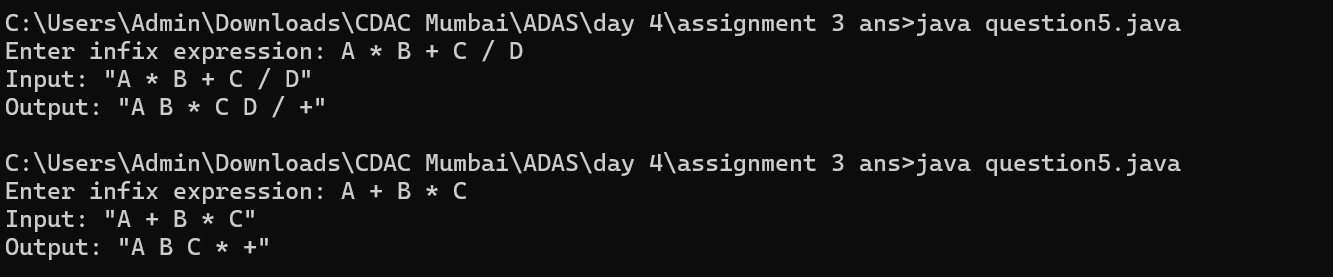 C:\Users\Admin\Downloads\CDAC Mumbai\ADAS\day 4\assignment 3 ans>java question5.java
Enter infix expression: A * B + C / D
Input: "A * B + C / D"
Output: "A B * C D / +"
C:\Users\Admin\Downloads\CDAC Mumbai\ADAS\day 4\assignment 3 ans>java question5.java
Enter infix expression: A + B * C
Input: "A + B * C"
Output: "A B C * +"